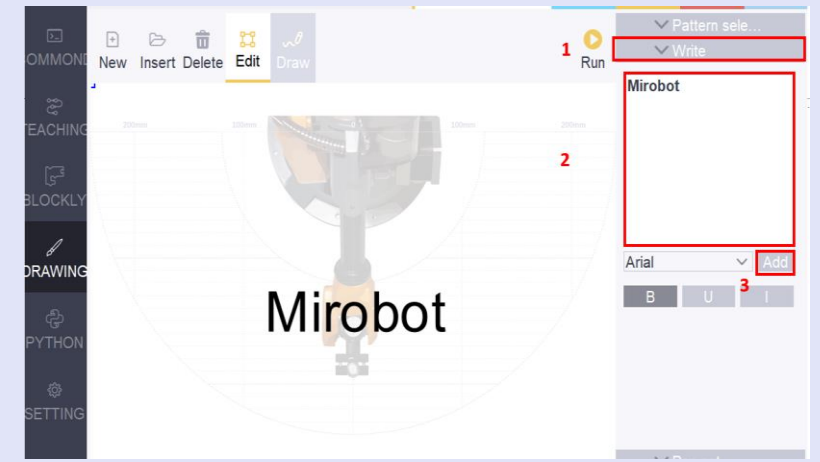 COMMOND
TEACHING
BLOCKLY
DRAWING
PYTHON
SETTING
New Insert Delete Edit Draw
1
Run
200mm 100mm 0 100mm 200mm
2
Mirobot
Pattern sele...
Write
Mirobot
Arial
Add
3
B U I